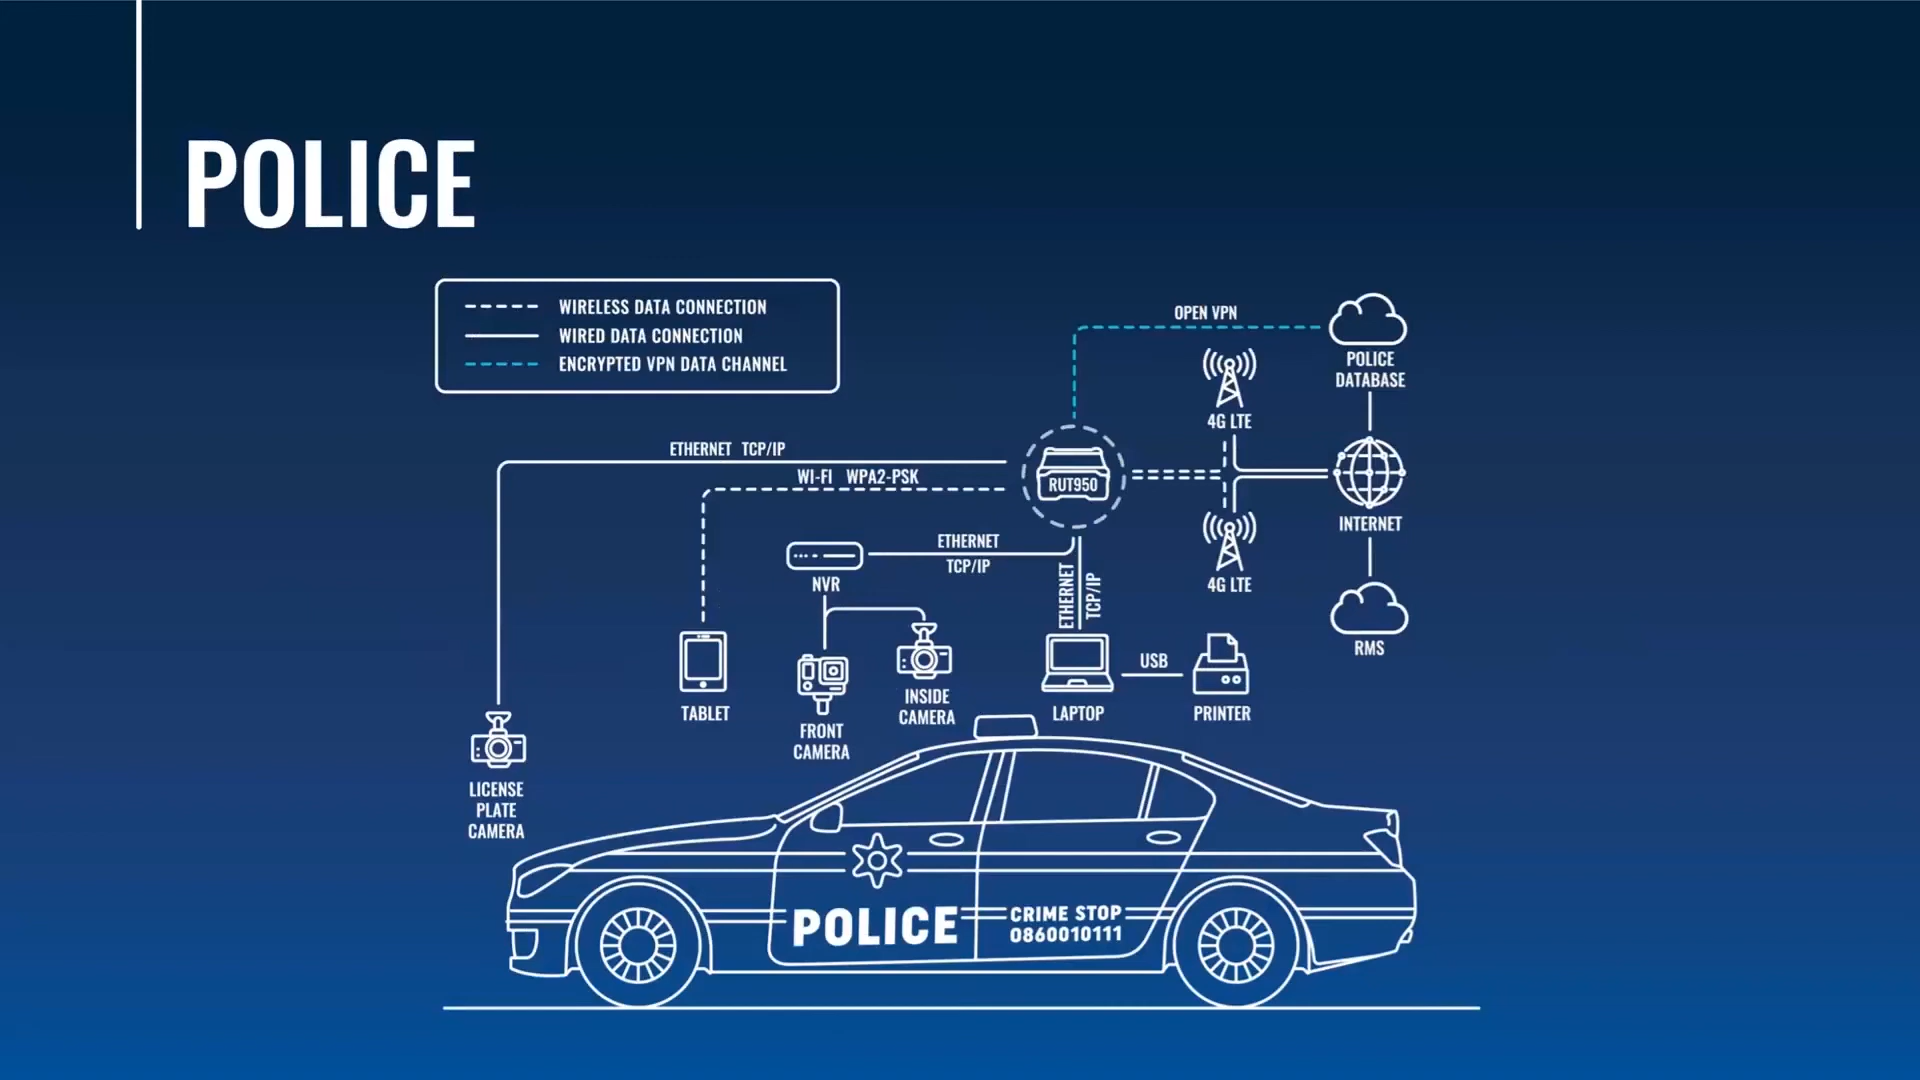 POLICE
WIRELESS DATA CONNECTION
WIRED DATA CONNECTION
ENCRYPTED VPN DATA CHANNEL
OPEN VPN
POLICE
DATABASE
4G LTE
ETHERNET TCP/IP
WI-FI WPA2-PSK
RUT950
INTERNET
ETHERNET
TCP/IP
NVR
ETHERNET
TCP/IP
4G LTE
RMS
USB
TABLET
FRONT
CAMERA
INSIDE
CAMERA
LAPTOP
PRINTER
LICENSE
PLATE
CAMERA
POLICE
CRIME STOP
0860010111